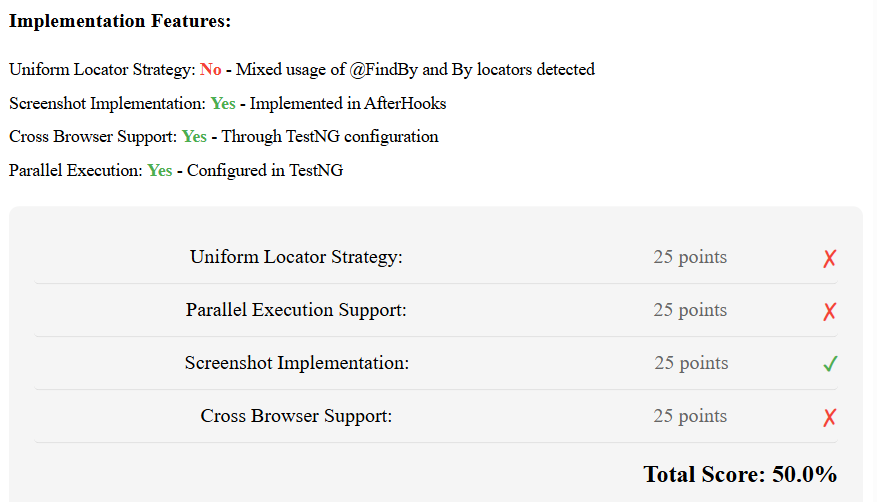 Implementation Features:
Uniform Locator Strategy: No - Mixed usage of @FindBy and By locators detected
Screenshot Implementation: Yes - Implemented in AfterHooks
Cross Browser Support: Yes - Through TestNG configuration
Parallel Execution: Yes - Configured in TestNG
Uniform Locator Strategy: 25 points ✗
Parallel Execution Support: 25 points ✗
Screenshot Implementation: 25 points ✓
Cross Browser Support: 25 points ✗
Total Score: 50.0%